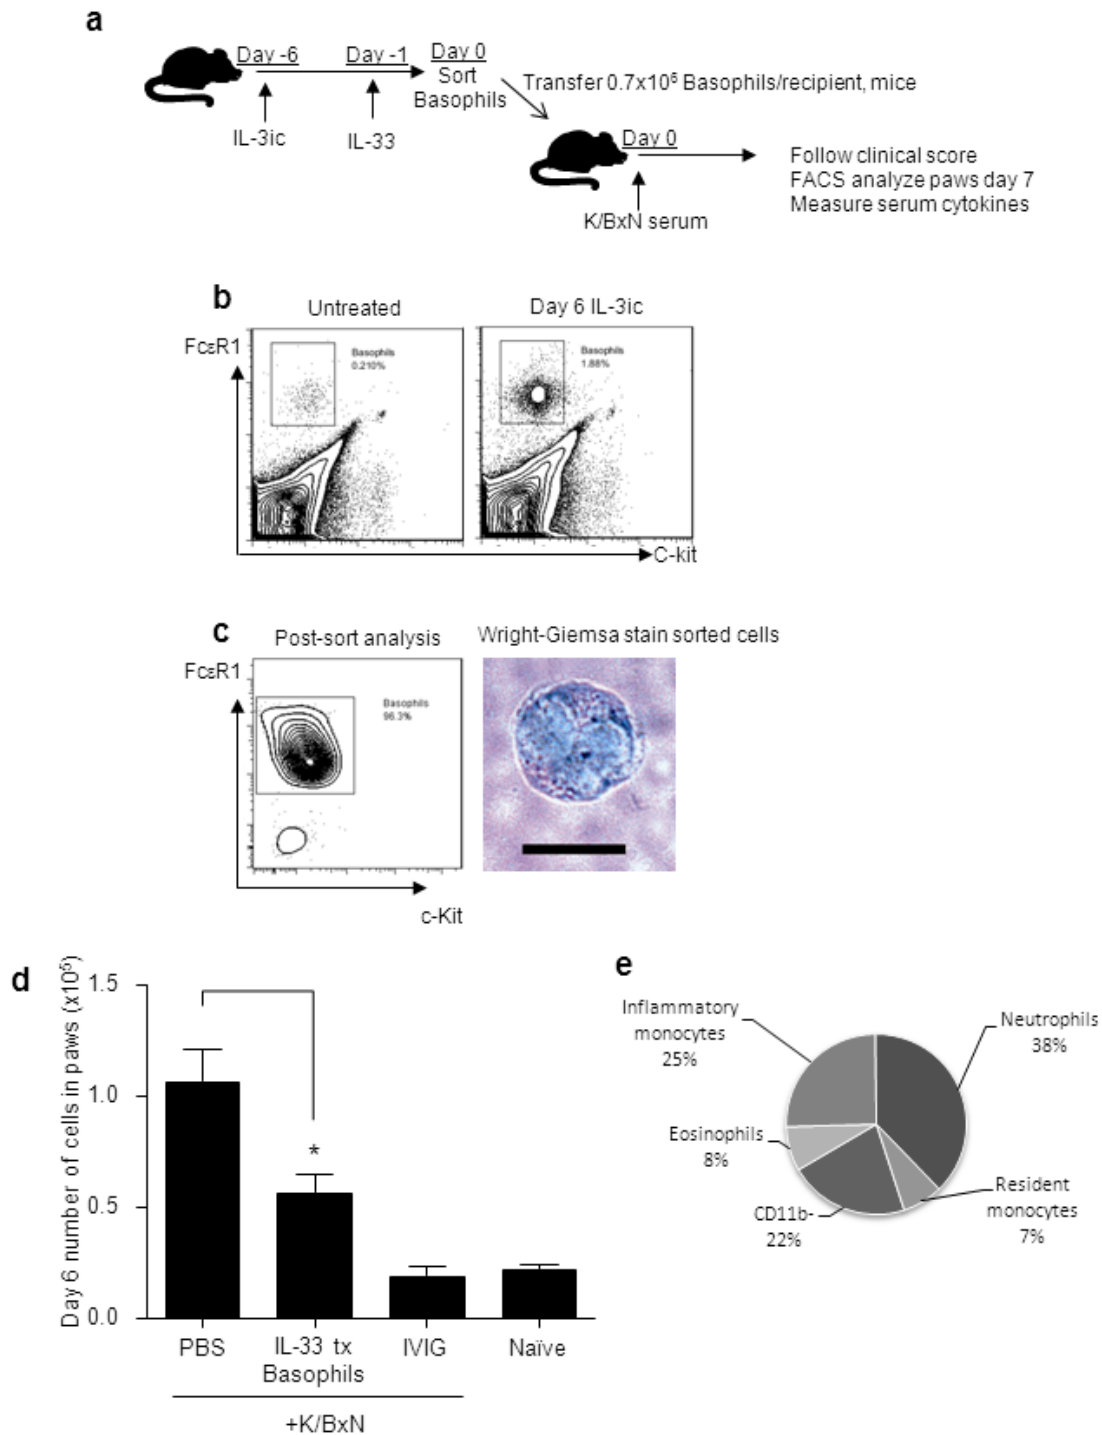 a
Day -6
Day -1
Day 0
Sort
Basophils
IL-3ic
IL-33
Transfer 0.7x10⁶ Basophils/recipient, mice
Day 0
K/BxN serum
Follow clinical score
FACS analyze paws day 7
Measure serum cytokines
b
Untreated
Day 6 IL-3ic
FcεR1
Basophils
0.210%
Basophils
1.88%
C-kit
c
Post-sort analysis
Wright-Giemsa stain sorted cells
FcεR1
Basophils
96.3%
c-Kit
d
Day 6 number of cells in paws (x10⁵)
1.5
1.0
0.5
0.0
*
PBS
IL-33 tx
Basophils
IVIG
Naïve
+K/BxN
e
Inflammatory
monocytes
25%
Neutrophils
38%
Eosinophils
8%
CD11b-
22%
Resident
monocytes
7%